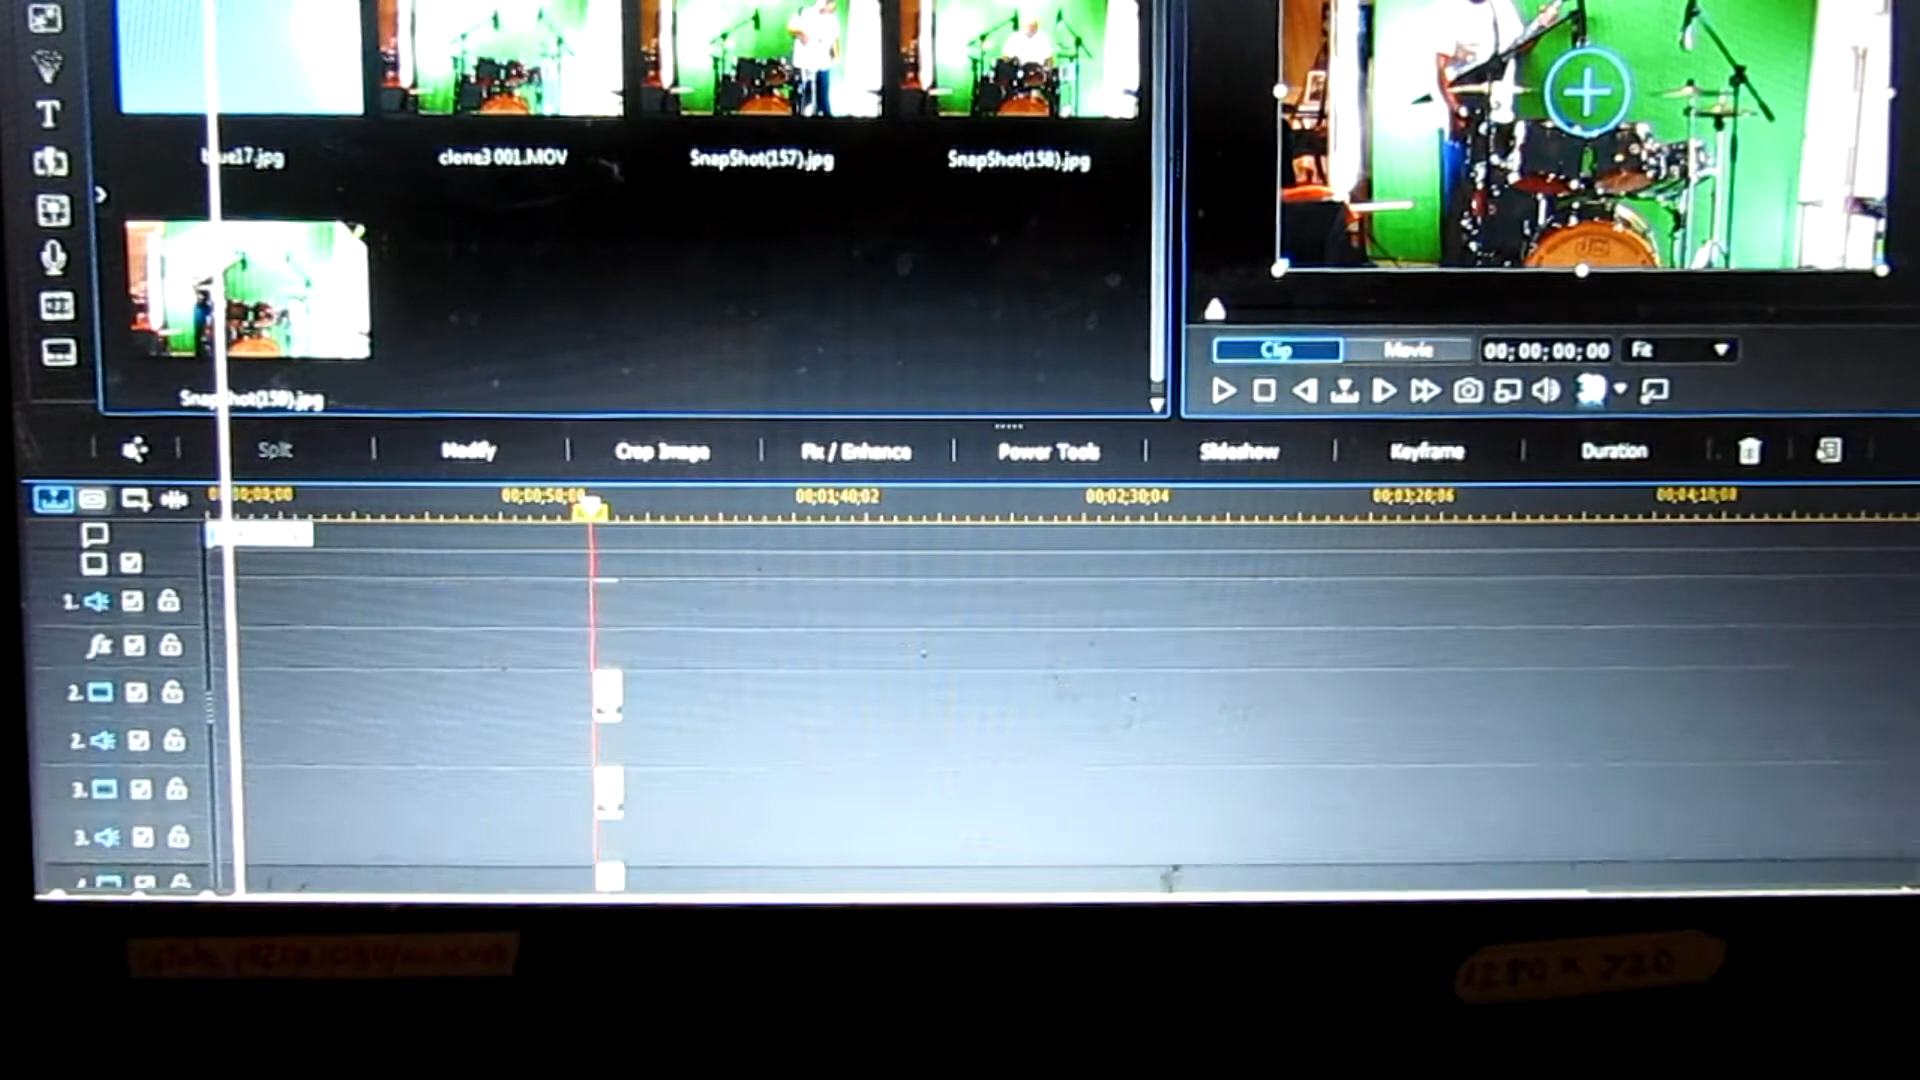 T
blue17.jpg
clone3 001.MOV
SnapShot(157).jpg
SnapShot(158).jpg
SnapShot(159).jpg
Clip
Movie
00;00;00;00
Fit
Split
Modify
Crop Image
Fix / Enhance
Power Tools
Slideshow
Keyframe
Duration
00;00;00;00
00;00;50;00
00;01;40;02
00;02;30;04
00;03;20;06
00;04;10;08
1.
fx
2.
2.
3.
3.
1280 x 720